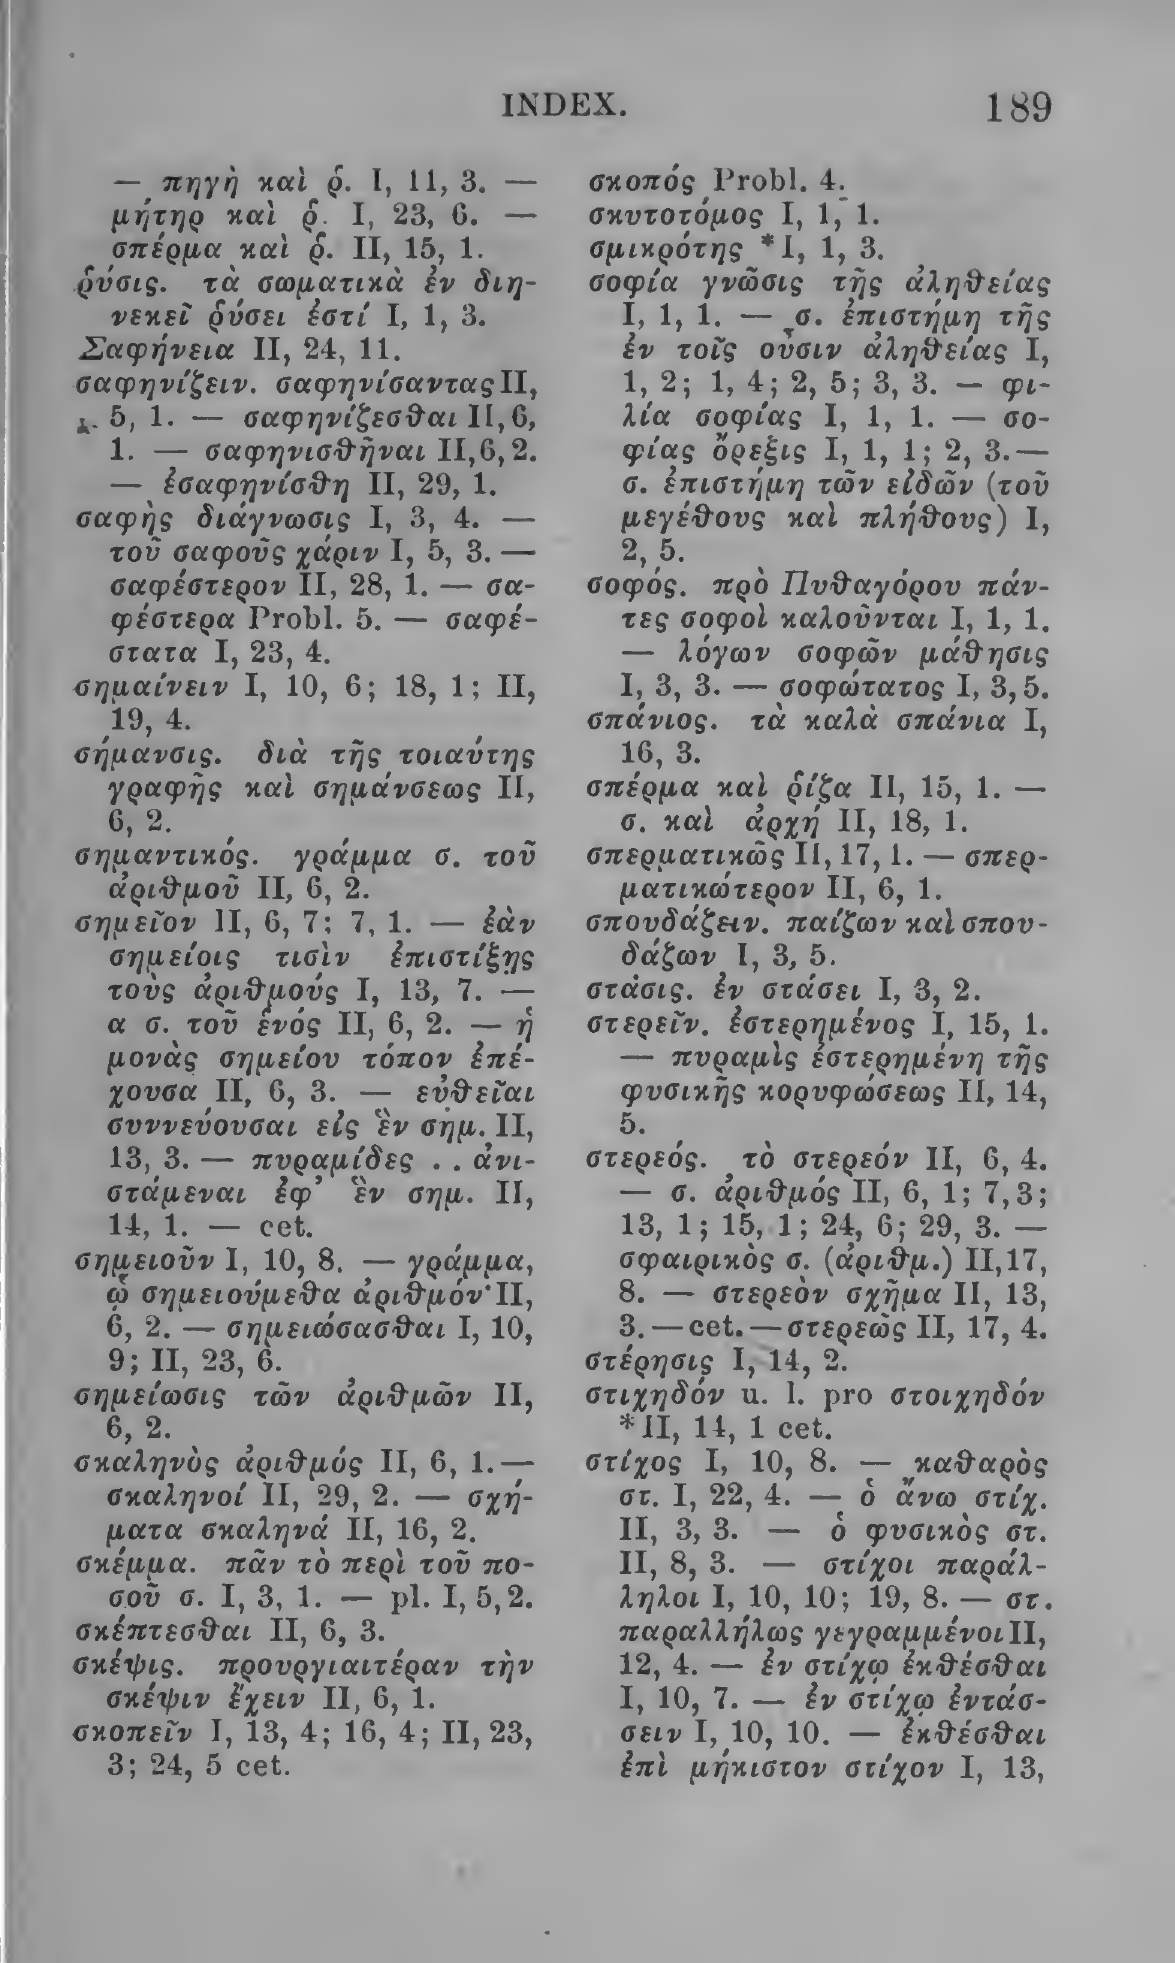 INDEX. 189
— πηγὴ καὶ ῥ. I, 11, 3. —
μήτηρ καὶ ῥ. I, 23, 6. —
σπέρμα καὶ ῥ. II, 15, 1.
ῥύσις. τὰ σωματικὰ ἐν διη-
νεκεῖ ῥύσει ἐστί I, 1, 3.
Σαφήνεια II, 24, 11.
σαφηνίζειν. σαφηνίσαντας II,
5, 1. — σαφηνίζεσθαι II, 6,
1. — σαφηνισθῆναι II, 6, 2.
— ἐσαφηνίσθη II, 29, 1.
σαφὴς διάγνωσις I, 3, 4. —
τοῦ σαφοῦς χάριν I, 5, 3. —
σαφέστερον II, 28, 1. — σα-
φέστερα Probl. 5. — σαφέ-
στατα I, 23, 4.
σημαίνειν I, 10, 6; 18, 1; II,
19, 4.
σήμανσις. διὰ τῆς τοιαύτης
γραφῆς καὶ σημάνσεως II,
6, 2.
σημαντικός. γράμμα σ. τοῦ
ἀριθμοῦ II, 6, 2.
σημεῖον II, 6, 7; 7, 1. — ἐὰν
σημείοις τισὶν ἐπιστίξῃς
τοὺς ἀριθμούς I, 13, 7. —
α σ. τοῦ ἑνός II, 6, 2. — ἡ
μονὰς σημείου τόπον ἐπέ-
χουσα II, 6, 3. — εὐθεῖαι
συννεύουσαι εἰς ἓν σημ. II,
13, 3. — πυραμίδες . . ἀνι-
στάμεναι ἐφ’ ἓν σημ. II,
14, 1. — cet.
σημειοῦν I, 10, 8. — γράμμα,
ᾧ σημειούμεθα ἀριθμόν II,
6, 2. — σημειώσασθαι I, 10,
9; II, 23, 6.
σημείωσις τῶν ἀριθμῶν II,
6, 2.
σκαληνὸς ἀριθμός II, 6, 1. —
σκαληνοί II, 29, 2. — σχή-
ματα σκαληνά II, 16, 2.
σκέμμα. πᾶν τὸ περὶ τοῦ πο-
σοῦ σ. I, 3, 1. — pl. I, 5, 2.
σκέπτεσθαι II, 6, 3.
σκέψις. προυργιαιτέραν τὴν
σκέψιν ἔχειν II, 6, 1.
σκοπεῖν I, 13, 4; 16, 4; II, 23,
3; 24, 5 cet.
σκοπός Probl. 4.
σκυτοτόμος I, 1, 1.
σμικρότης *I, 1, 3.
σοφία γνῶσις τῆς ἀληθείας
I, 1, 1. — σ. ἐπιστήμη τῆς
ἐν τοῖς οὖσιν ἀληθείας I,
1, 2; 1, 4; 2, 5; 3, 3. — φι-
λία σοφίας I, 1, 1. — σο-
φίας ὄρεξις I, 1, 1; 2, 3. —
σ. ἐπιστήμη τῶν εἰδῶν (τοῦ
μεγέθους καὶ πλήθους) I,
2, 5.
σοφός. πρὸ Πυθαγόρου πάν-
τες σοφοὶ καλοῦνται I, 1, 1.
— λόγων σοφῶν μάθησις
I, 3, 3. — σοφώτατος I, 3, 5.
σπάνιος. τὰ καλὰ σπάνια I,
16, 3.
σπέρμα καὶ ῥίζα II, 15, 1. —
σ. καὶ ἀρχή II, 18, 1.
σπερματικῶς II, 17, 1. — σπερ-
ματικώτερον II, 6, 1.
σπουδάζειν. παίζων καὶ σπου-
δάζων I, 3, 5.
στάσις. ἐν στάσει I, 3, 2.
στερεῖν. ἐστερημένος I, 15, 1.
— πυραμὶς ἐστερημένη τῆς
φυσικῆς κορυφώσεως II, 14,
5.
στερεός. τὸ στερεόν II, 6, 4.
— σ. ἀριθμός II, 6, 1; 7, 3;
13, 1; 15, 1; 24, 6; 29, 3. —
σφαιρικὸς σ. (ἀριθμ.) II, 17,
8. — στερεὸν σχῆμα II, 13,
3. — cet. — στερεῶς II, 17, 4.
στέρησις I, 14, 2.
στιχηδόν u. l. pro στοιχηδόν
*II, 14, 1 cet.
στίχος I, 10, 8. — καθαρὸς
στ. I, 22, 4. — ὁ ἄνω στίχ.
II, 3, 3. — ὁ φυσικὸς στ.
II, 8, 3. — στίχοι παράλ-
ληλοι I, 10, 10; 19, 8. — στ.
παραλλήλως γεγραμμένοι II,
12, 4. — ἐν στίχῳ ἐκθέσθαι
I, 10, 7. — ἐν στίχῳ ἐντάσ-
σειν I, 10, 10. — ἐκθέσθαι
ἐπὶ μήκιστον στίχον I, 13,